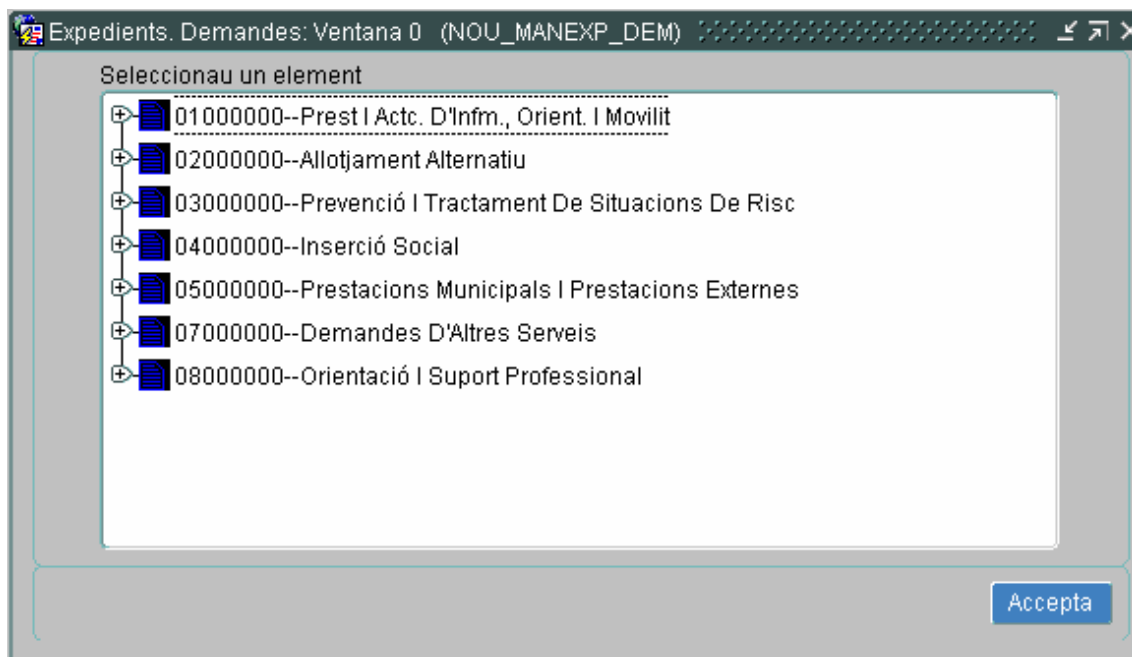 Expedients. Demandes: Ventana 0 (NOU_MANEXP_DEM)
Seleccionau un element
01000000--Prest I Actc. D'Infm., Orient. I Movilit
02000000--Allotjament Alternatiu
03000000--Prevenció I Tractament De Situacions De Risc
04000000--Inserció Social
05000000--Prestacions Municipals I Prestacions Externes
07000000--Demandes D'Altres Serveis
08000000--Orientació I Suport Professional
Accepta